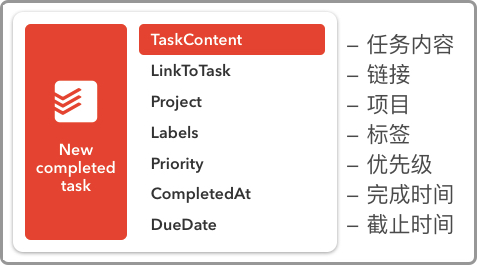 New
completed
task
TaskContent – 任务内容
LinkToTask – 链接
Project – 项目
Labels – 标签
Priority – 优先级
CompletedAt – 完成时间
DueDate – 截止时间